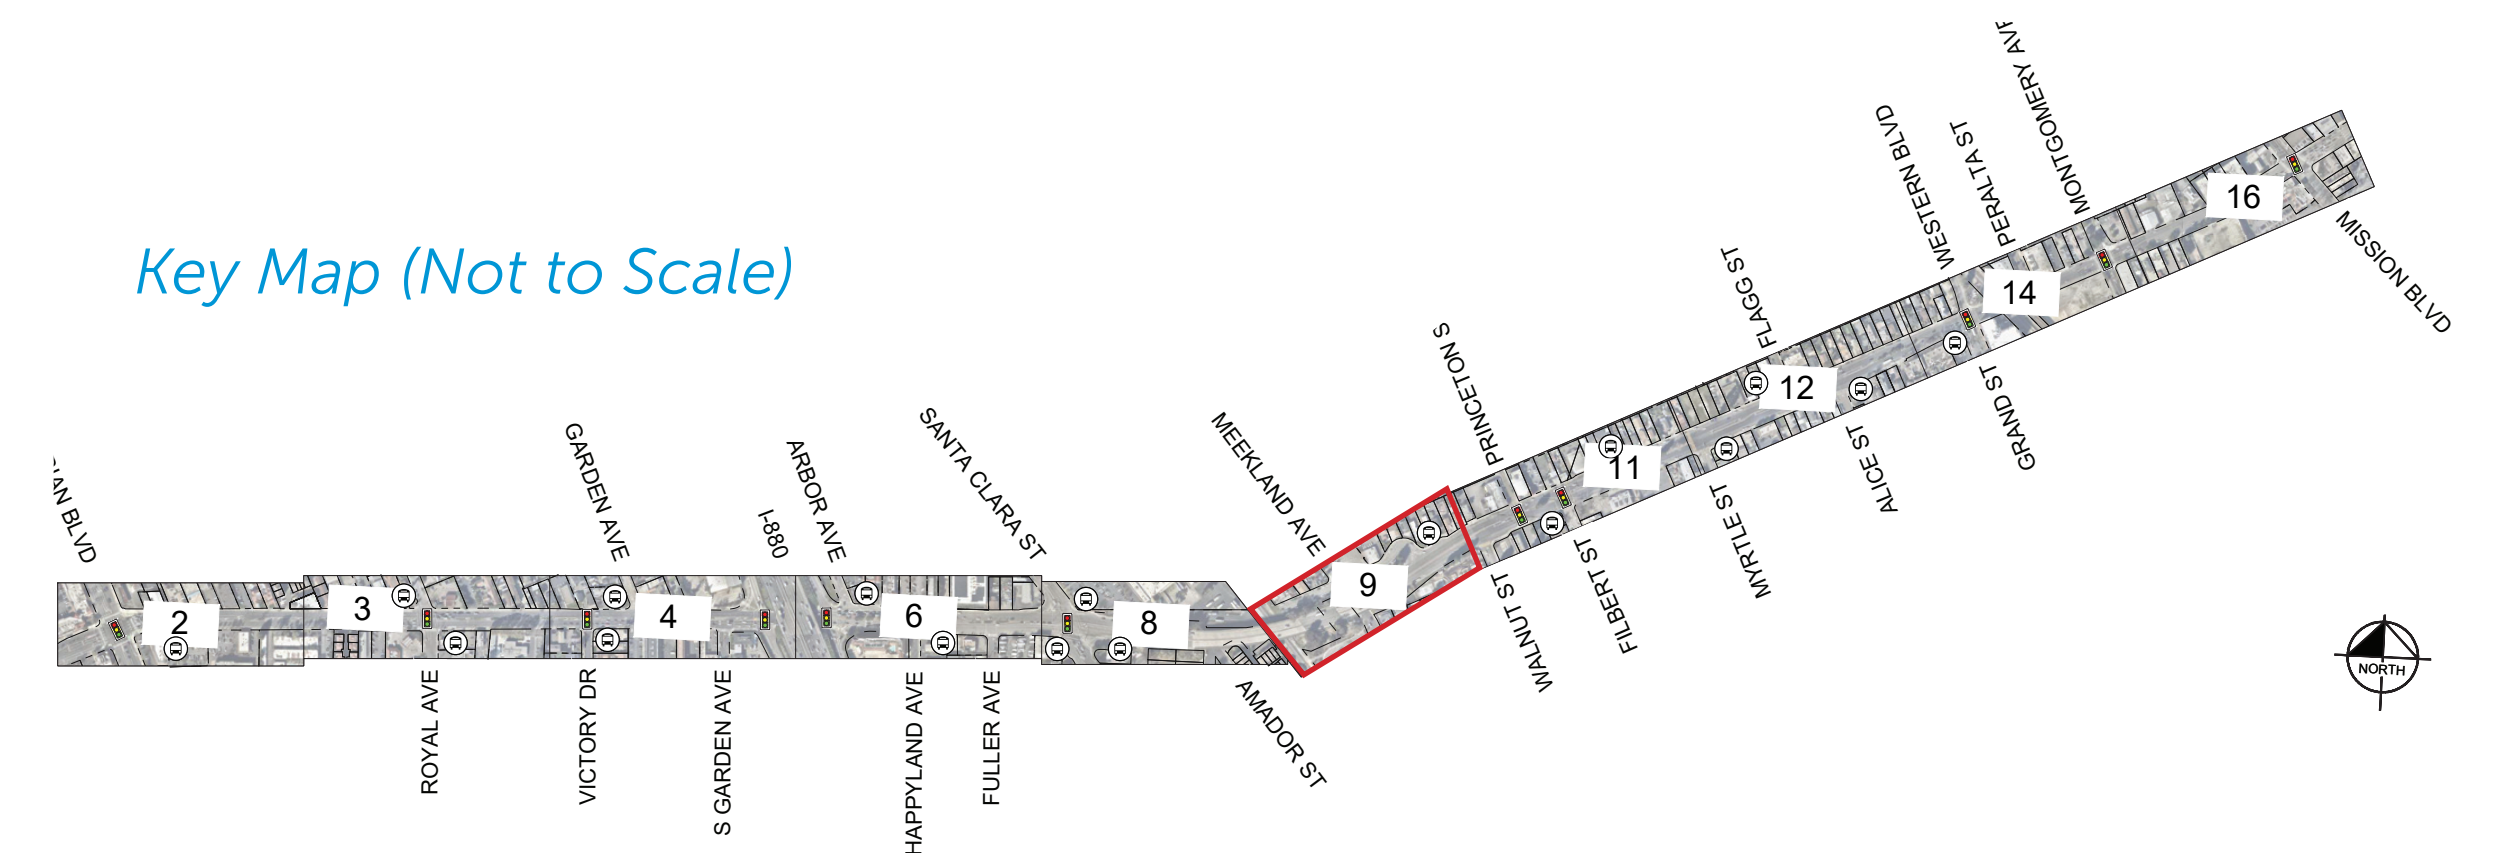 Key Map (Not to Scale)
MONTGOMERY AVE
WESTERN BLVD
PERALTA ST
16
MISSION BLVD
FLAGG ST
14
PRINCETON S
12
GRAND ST
MEEKLAND AVE
SANTA CLARA ST
GARDEN AVE
ARBOR AVE
11
ALICE ST
BLVD
I-880
MYRTLE ST
9
FILBERT ST
WALNUT ST
2
3
4
6
8
NORTH
ROYAL AVE
VICTORY DR
S GARDEN AVE
HAPPYLAND AVE
FULLER AVE
AMADOR ST